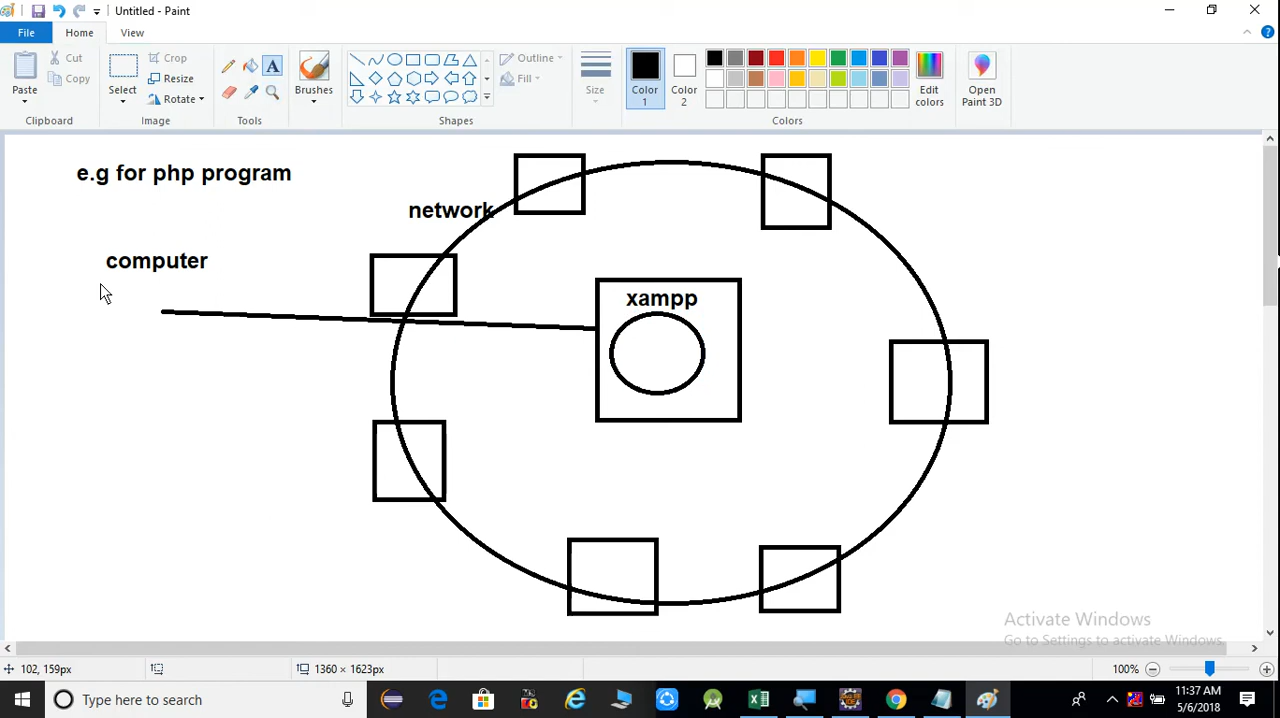 Untitled - Paint
File
Home
View
Paste
Cut
Copy
Clipboard
Select
Crop
Resize
Rotate
Image
A
Tools
Brushes
Outline
Fill
Shapes
Size
Color
1
Color
2
Edit
colors
Colors
Open
Paint 3D
e.g for php program
network
computer
xampp
Activate Windows
Go to Settings to activate Windows.
102, 159px
1360 × 1623px
100%
Type here to search
11:37 AM
5/6/2018